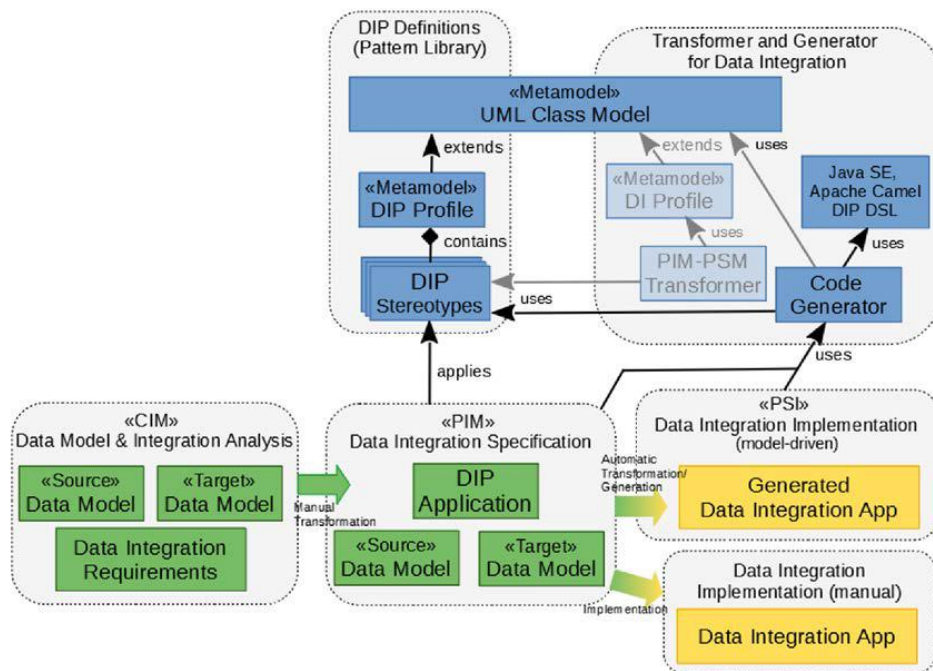 DIP Definitions
(Pattern Library)
Transformer and Generator
for Data Integration
«Metamodel»
UML Class Model
extends
extends
uses
«Metamodel»
DIP Profile
«Metamodel»
DI Profile
Java SE,
Apache Camel
DIP DSL
contains
uses
uses
DIP
Stereotypes
PIM-PSM
Transformer
Code
Generator
uses
applies
uses
«CIM»
Data Model & Integration Analysis
«Source»
Data Model
«Target»
Data Model
Data Integration
Requirements
Manual
Transformation
«PIM»
Data Integration Specification
DIP
Application
«Source»
Data Model
«Target»
Data Model
Automatic
Transformation/
Generation
Implementation
«PSI»
Data Integration Implementation
(model-driven)
Generated
Data Integration App
Data Integration
Implementation (manual)
Data Integration App